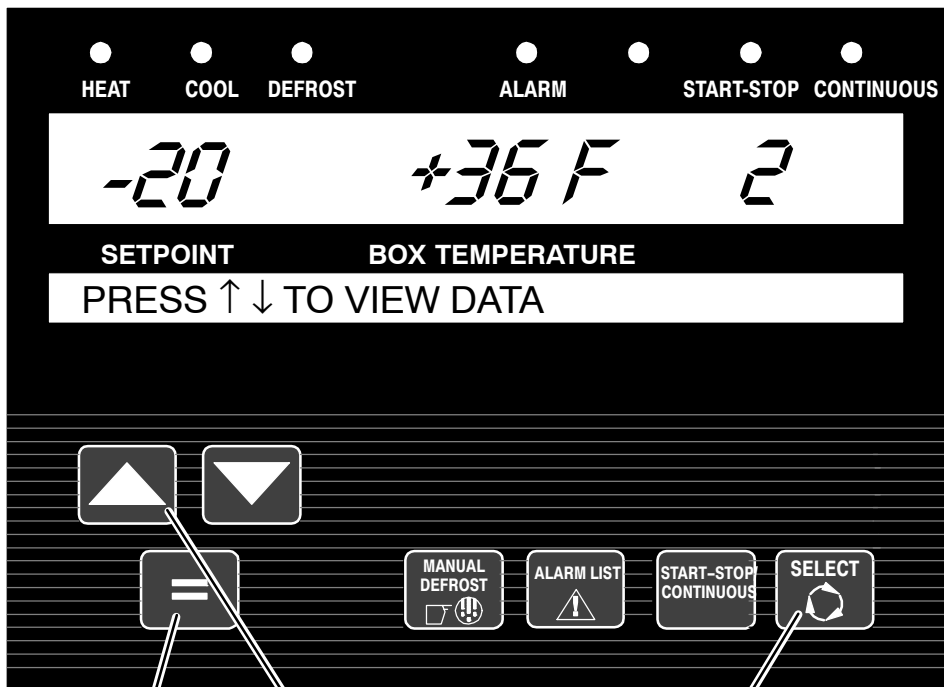 HEAT COOL DEFROST ALARM START-STOP CONTINUOUS
-20 +36 F 2
SETPOINT BOX TEMPERATURE
PRESS ↑ ↓ TO VIEW DATA
=
MANUAL
DEFROST
ALARM LIST
START–STOP/
CONTINUOUS
SELECT